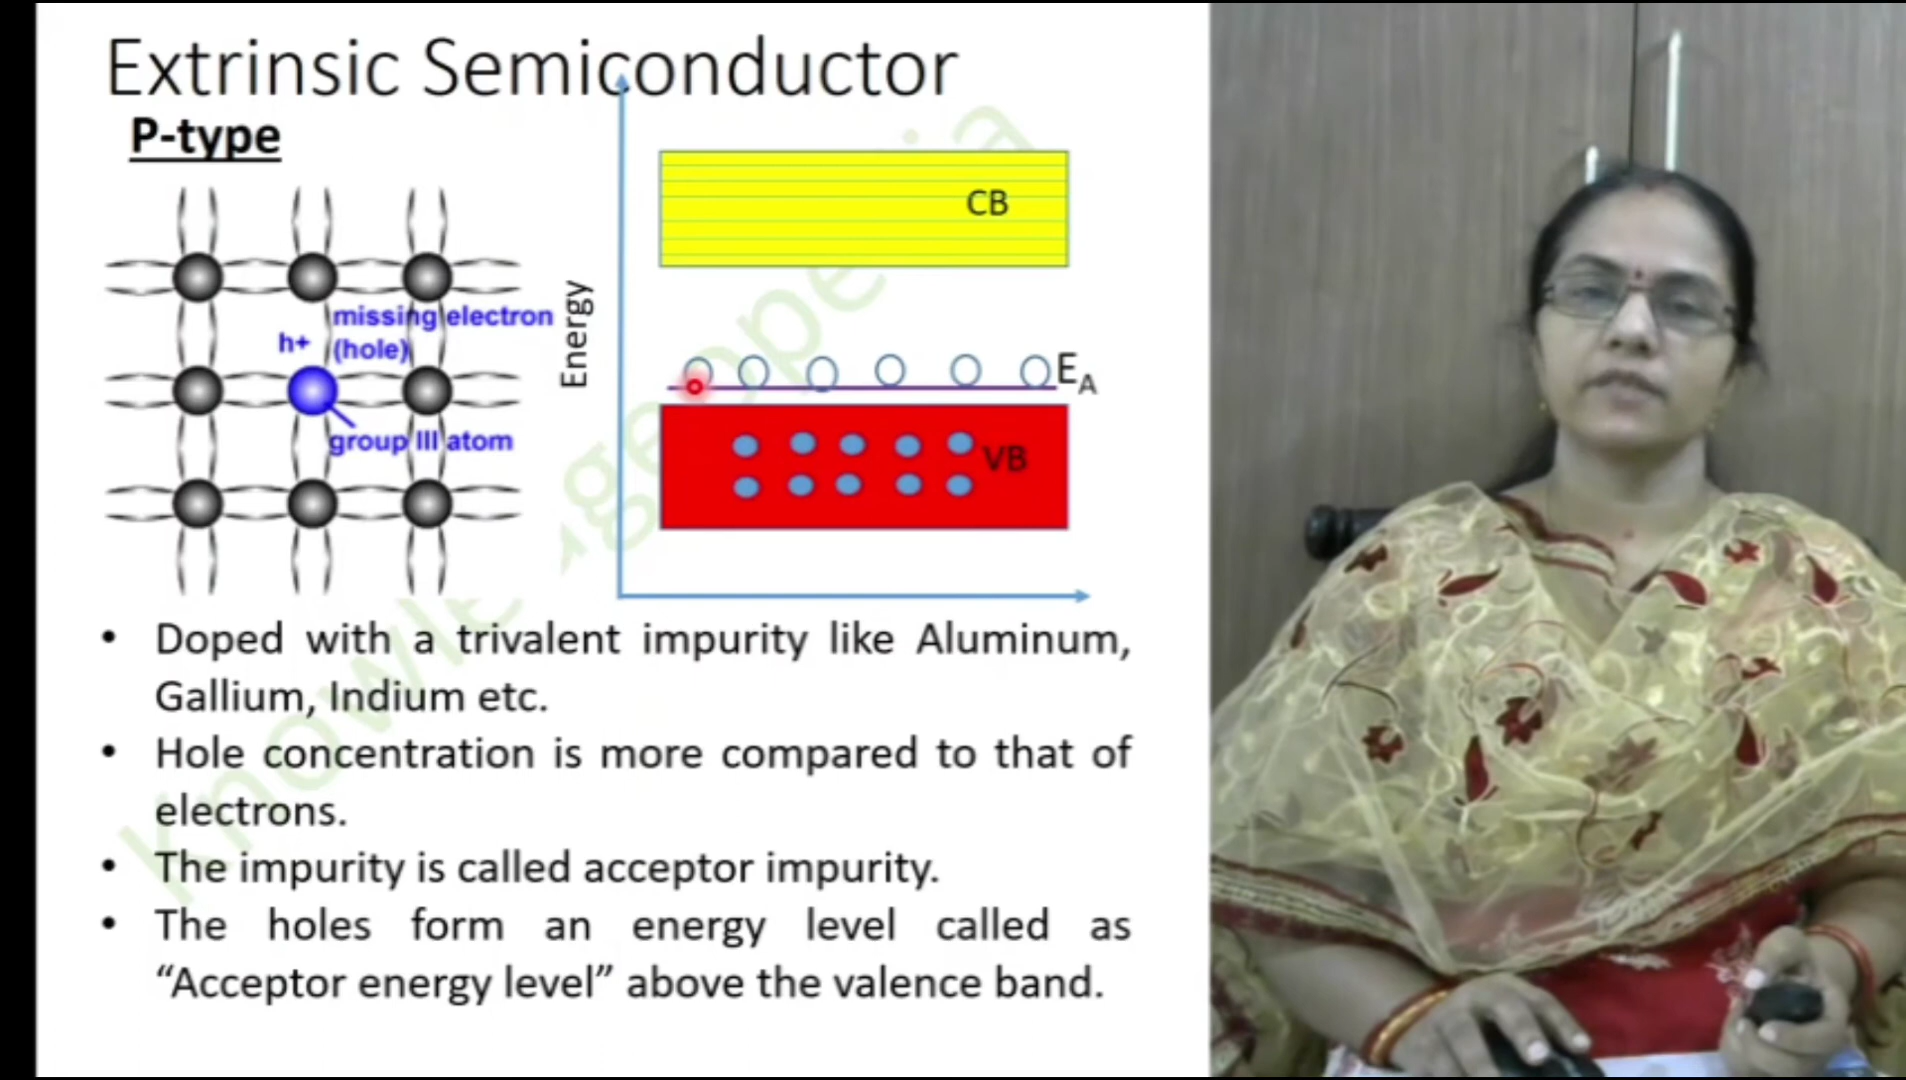 Extrinsic Semiconductor
P-type
missing electron
h+ (hole)
group III atom
Energy
CB
EA
VB
• Doped with a trivalent impurity like Aluminum,
Gallium, Indium etc.
• Hole concentration is more compared to that of
electrons.
• The impurity is called acceptor impurity.
• The holes form an energy level called as
“Acceptor energy level” above the valence band.